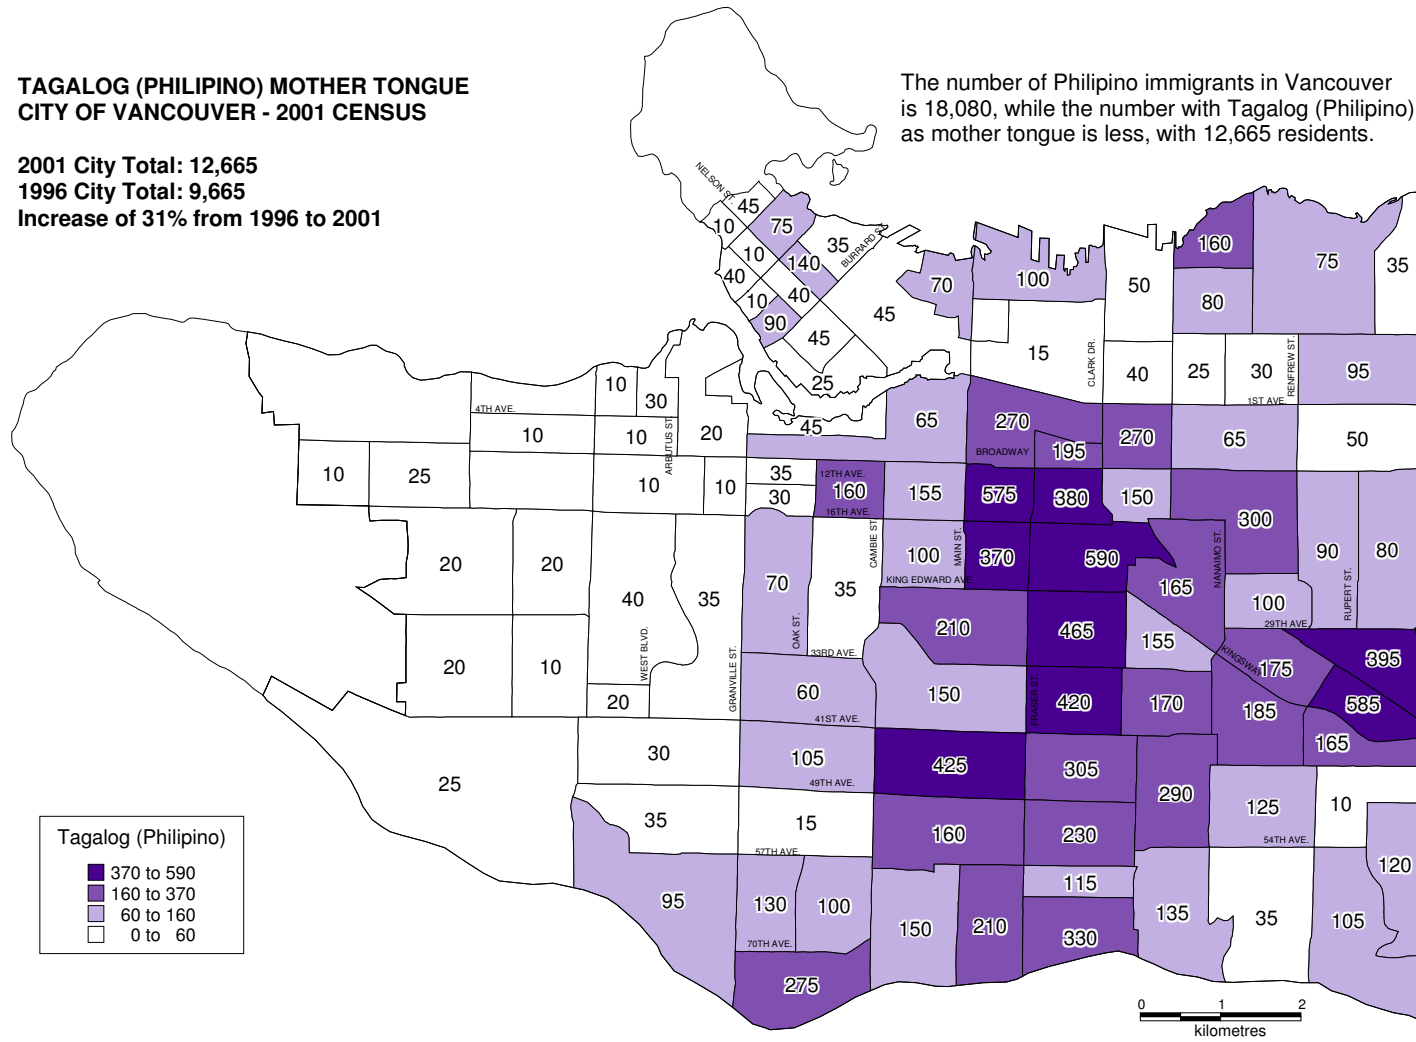 TAGALOG (PHILIPINO) MOTHER TONGUE
CITY OF VANCOUVER - 2001 CENSUS
2001 City Total: 12,665
1996 City Total: 9,665
Increase of 31% from 1996 to 2001
The number of Philipino immigrants in Vancouver
is 18,080, while the number with Tagalog (Philipino)
as mother tongue is less, with 12,665 residents.
NELSON ST.
45
10
75
35
BURRARD S
10
140
40
10
40
90
45
45
25
70
100
50
160
80
75
35
15
CLARK DR.
40
25
30
RENFREW ST.
1ST AVE.
95
10
30
4TH AVE.
10
10
ARBUTUS ST.
20
45
65
270
BROADWAY
195
270
65
50
10
25
10
10
35
30
12TH AVE.
160
16TH AVE.
155
575
380
150
300
90
80
20
20
40
35
70
OAK ST.
35
CAMBIE ST.
100
MAIN ST.
KING EDWARD AVE.
370
590
165
NANAIMO ST.
100
29TH AVE.
RUPERT ST.
20
10
WEST BLVD.
20
GRANVILLE ST.
33RD AVE.
210
465
155
KINGSWAY
175
395
60
41ST AVE.
150
FRASER ST.
420
170
185
585
165
25
30
105
49TH AVE.
425
305
290
125
54TH AVE.
10
35
15
57TH AVE.
160
230
120
95
130
70TH AVE.
100
150
210
115
330
135
35
105
275
Tagalog (Philipino)
370 to 590
160 to 370
60 to 160
0 to 60
0 1 2
kilometres